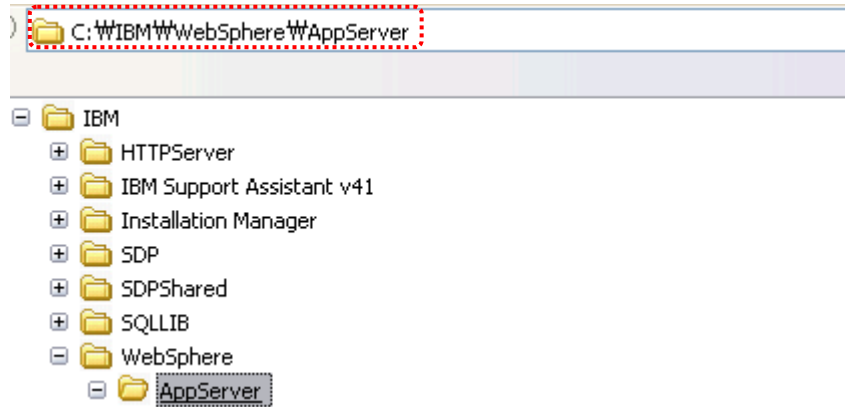 C:₩IBM₩WebSphere₩AppServer
IBM
HTTPServer
IBM Support Assistant v41
Installation Manager
SDP
SDPShared
SQLLIB
WebSphere
AppServer